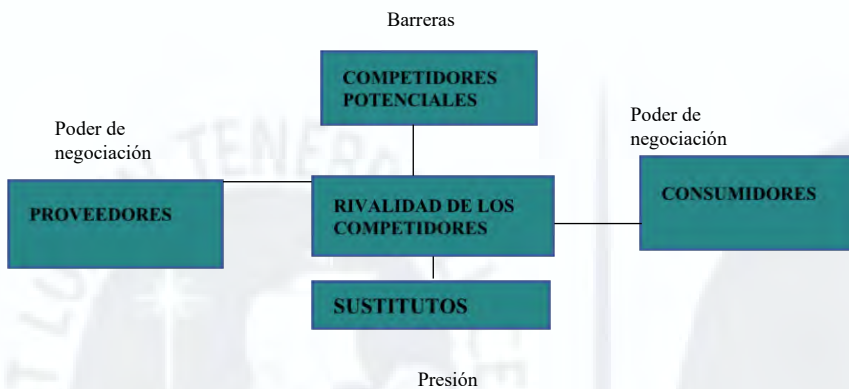 Barreras
COMPETIDORES
POTENCIALES
Poder de
negociación
Poder de
negociación
PROVEEDORES
RIVALIDAD DE LOS
COMPETIDORES
CONSUMIDORES
SUSTITUTOS
Presión